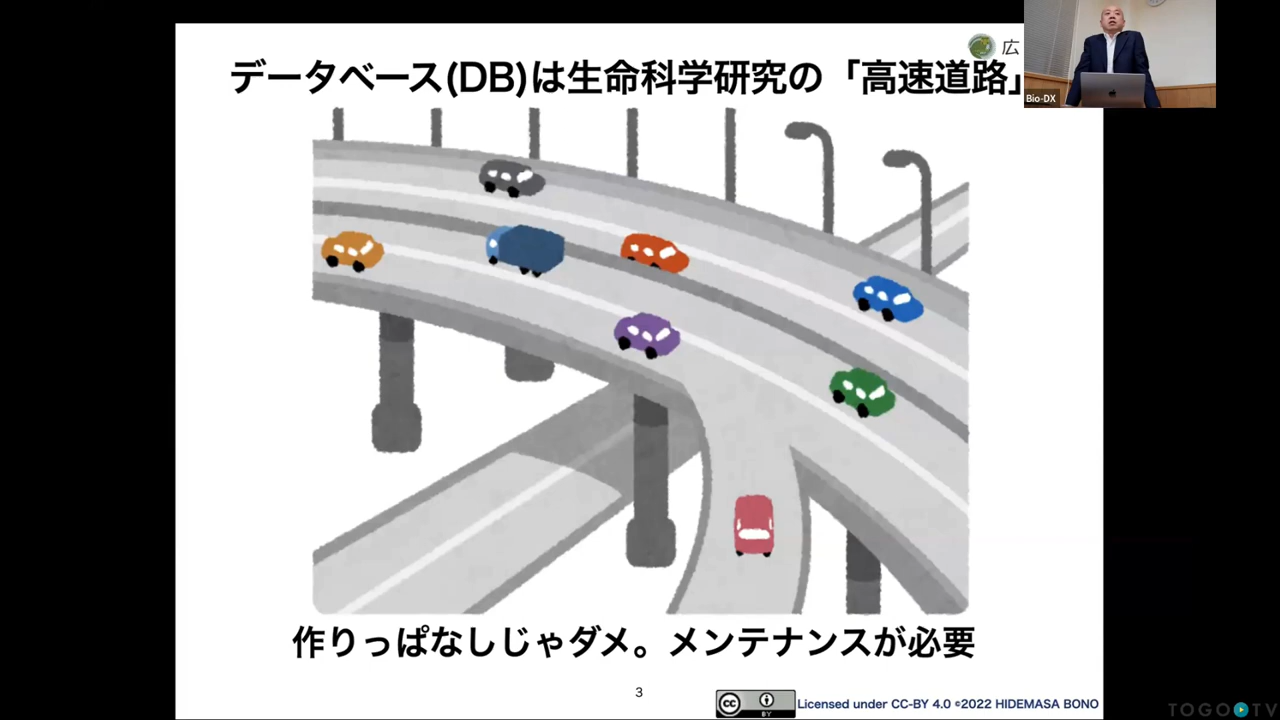 広
データベース(DB)は生命科学研究の「高速道路」
Bio-DX
作りっぱなしじゃダメ。メンテナンスが必要
3
cc BY
Licensed under CC-BY 4.0 ©2022 HIDEMASA BONO
TOGO TV